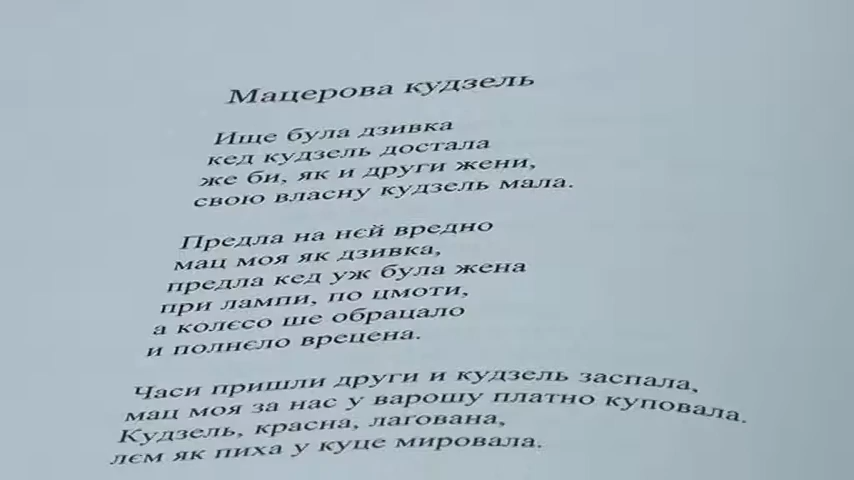 Мацерова кудзель
Ище була дзивка
кед кудзель достала
же би, як и други жени,
свою власну кудзель мала.
Предла на нєй вредно
мац моя як дзивка,
предла кед уж була жена
при лампи, по цмоти,
а колєсо ше обрацало
и полнєло врецена.
Часи пришли други и кудзель заспала,
мац моя за нас у варошу платно куповала.
Кудзель, красна, лаґована,
лєм як пиха у куце мировала.